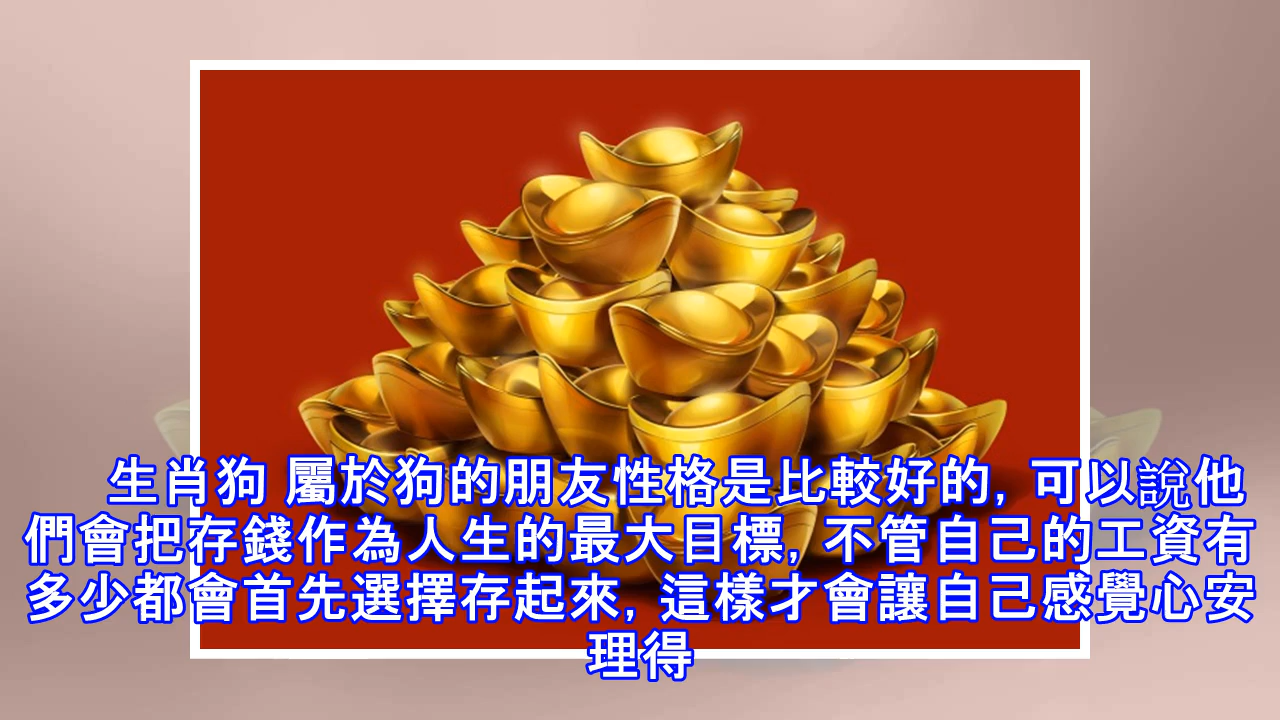 生肖狗 屬於狗的朋友性格是比較好的, 可以說他
們會把存錢作為人生的最大目標, 不管自己的工資有
多少都會首先選擇存起來, 這樣才會讓自己感覺心安
理得